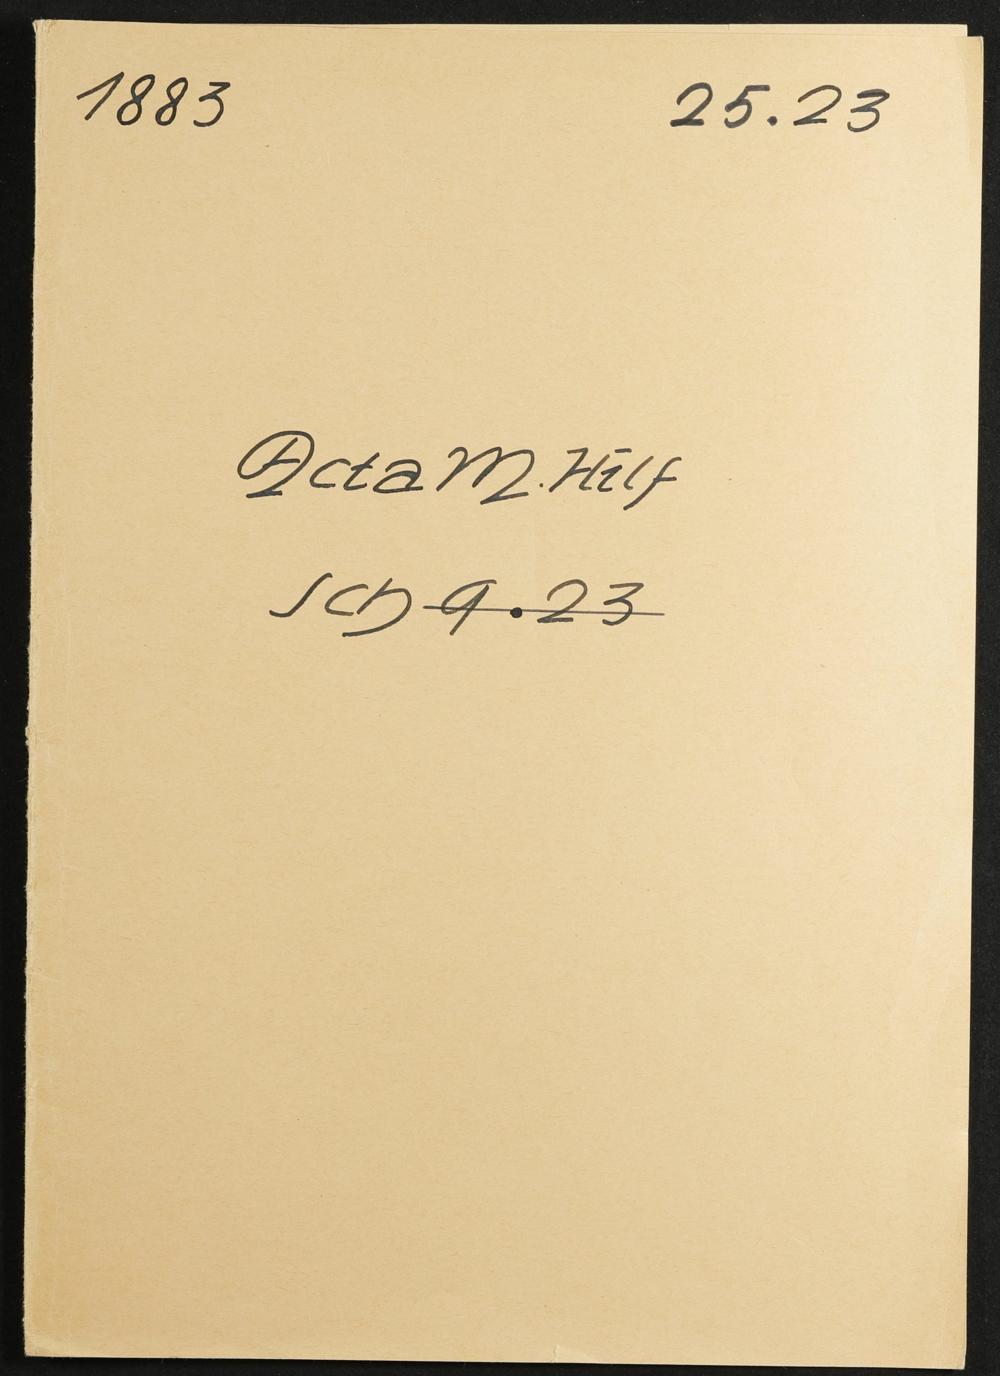 1883 25.23
Acta M. Hilf
Sch 9.23